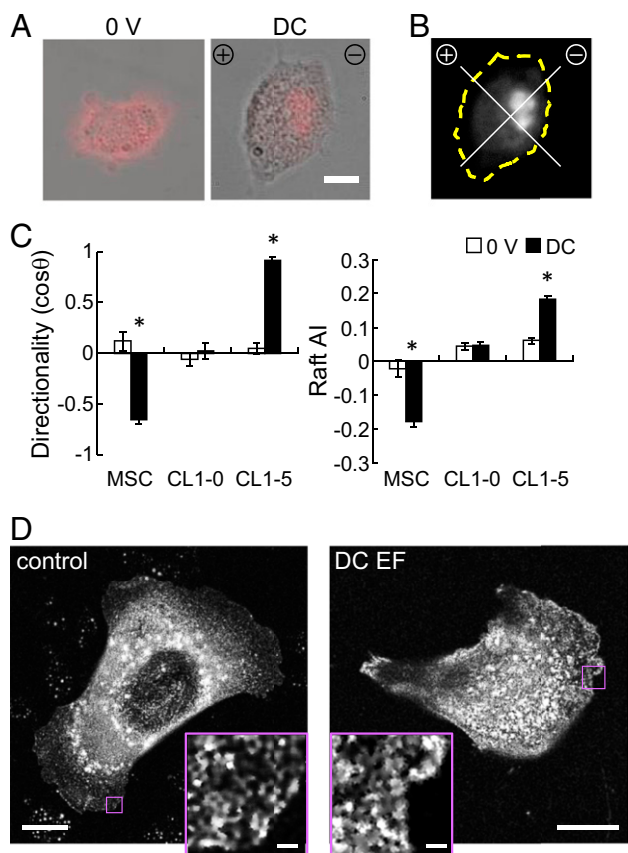 A
0 V
DC
B
+ −
+ −
C
Directionality (cosθ)
1
0.5
0
-0.5
-1
*
*
MSC CL1-0 CL1-5
0 V DC
Raft AI
0.3
0.2
0.1
0
-0.1
-0.2
-0.3
*
*
MSC CL1-0 CL1-5
D
control
DC EF